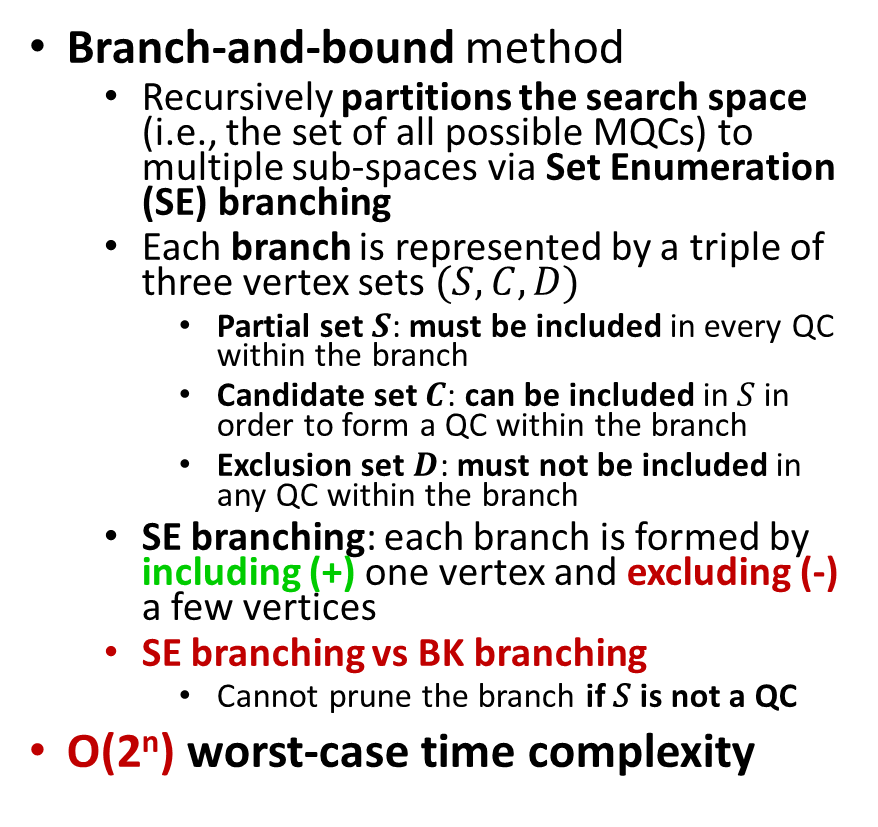 • Branch-and-bound method
• Recursively partitions the search space
(i.e., the set of all possible MQCs) to
multiple sub-spaces via Set Enumeration
(SE) branching
• Each branch is represented by a triple of
three vertex sets (S, C, D)
• Partial set S: must be included in every QC
within the branch
• Candidate set C: can be included in S in
order to form a QC within the branch
• Exclusion set D: must not be included in
any QC within the branch
• SE branching: each branch is formed by
including (+) one vertex and excluding (-)
a few vertices
• SE branching vs BK branching
• Cannot prune the branch if S is not a QC
• O(2ⁿ) worst-case time complexity